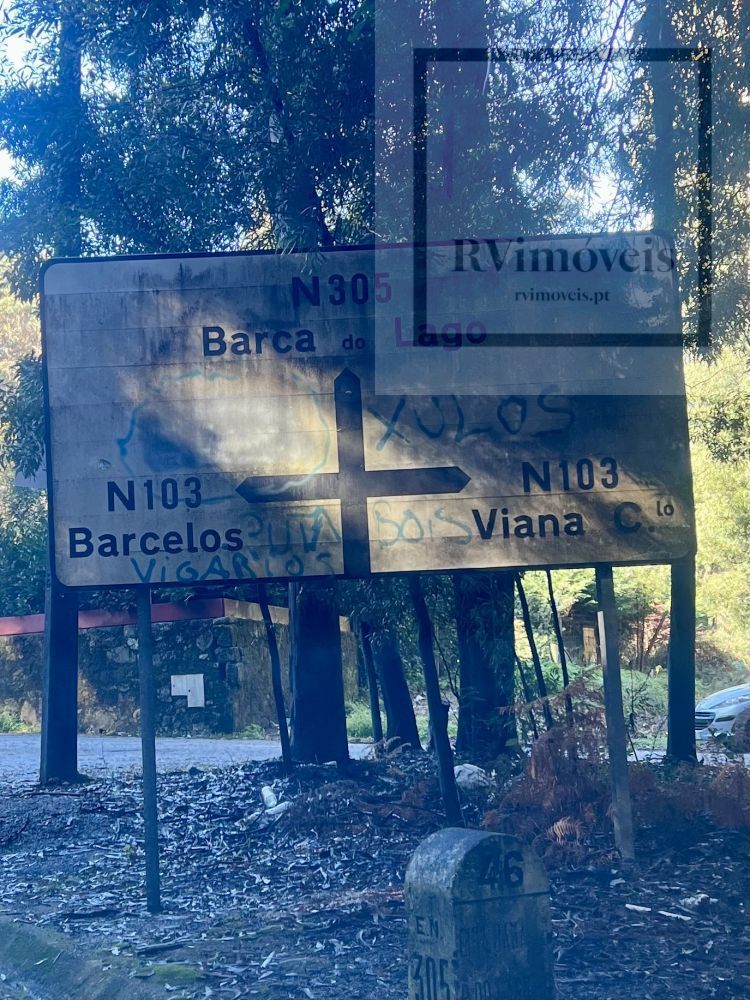 RVimóveis
rvimoveis.pt
N305
Barca do Lago
XULOS
N103
Barcelos
N103
Viana C.lo
BOIS
VIGARIOS
46
E.N.
305